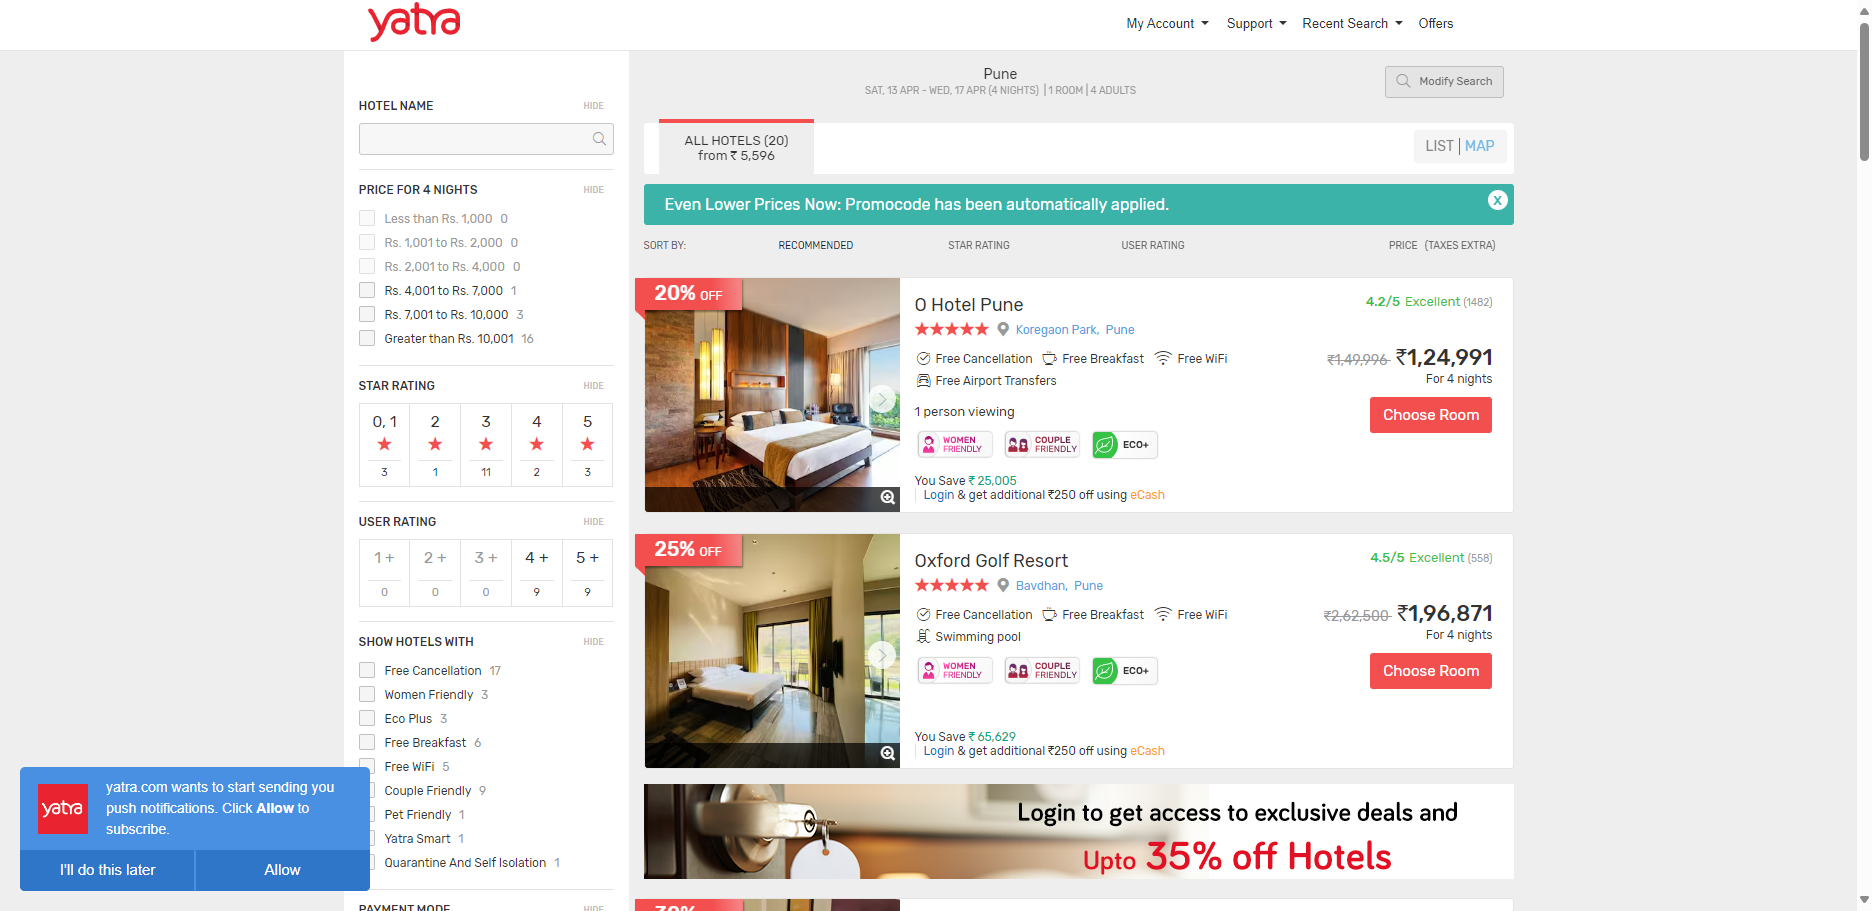 yatra
My Account
Support
Recent Search
Offers
Pune
SAT, 13 APR - WED, 17 APR (4 NIGHTS) | 1 ROOM | 4 ADULTS
Modify Search
HOTEL NAME HIDE
PRICE FOR 4 NIGHTS HIDE
Less than Rs. 1,000 0
Rs. 1,001 to Rs. 2,000 0
Rs. 2,001 to Rs. 4,000 0
Rs. 4,001 to Rs. 7,000 1
Rs. 7,001 to Rs. 10,000 3
Greater than Rs. 10,001 16
STAR RATING HIDE
0, 1 2 3 4 5
3 1 11 2 3
USER RATING HIDE
1 + 2 + 3 + 4 + 5 +
0 0 0 9 9
SHOW HOTELS WITH HIDE
Free Cancellation 17
Women Friendly 3
Eco Plus 3
Free Breakfast 6
Free WiFi 5
Couple Friendly 9
Pet Friendly 1
Yatra Smart 1
Quarantine And Self Isolation 1
PAYMENT MODE HIDE
yatra
yatra.com wants to start sending you
push notifications. Click Allow to
subscribe.
I'll do this later
Allow
ALL HOTELS (20)
from ₹ 5,596
LIST | MAP
Even Lower Prices Now: Promocode has been automatically applied.
X
SORT BY: RECOMMENDED STAR RATING USER RATING PRICE (TAXES EXTRA)
20% OFF
O Hotel Pune
4.2/5 Excellent (1482)
Koregaon Park, Pune
Free Cancellation Free Breakfast Free WiFi
Free Airport Transfers
₹1,49,996 ₹1,24,991
For 4 nights
1 person viewing
Choose Room
WOMEN
FRIENDLY
COUPLE
FRIENDLY
ECO+
You Save ₹ 25,005
Login & get additional ₹250 off using eCash
25% OFF
Oxford Golf Resort
4.5/5 Excellent (558)
Bavdhan, Pune
Free Cancellation Free Breakfast Free WiFi
Swimming pool
₹2,62,500 ₹1,96,871
For 4 nights
Choose Room
WOMEN
FRIENDLY
COUPLE
FRIENDLY
ECO+
You Save ₹ 65,629
Login & get additional ₹250 off using eCash
Login to get access to exclusive deals and
Upto 35% off Hotels
30% OFF